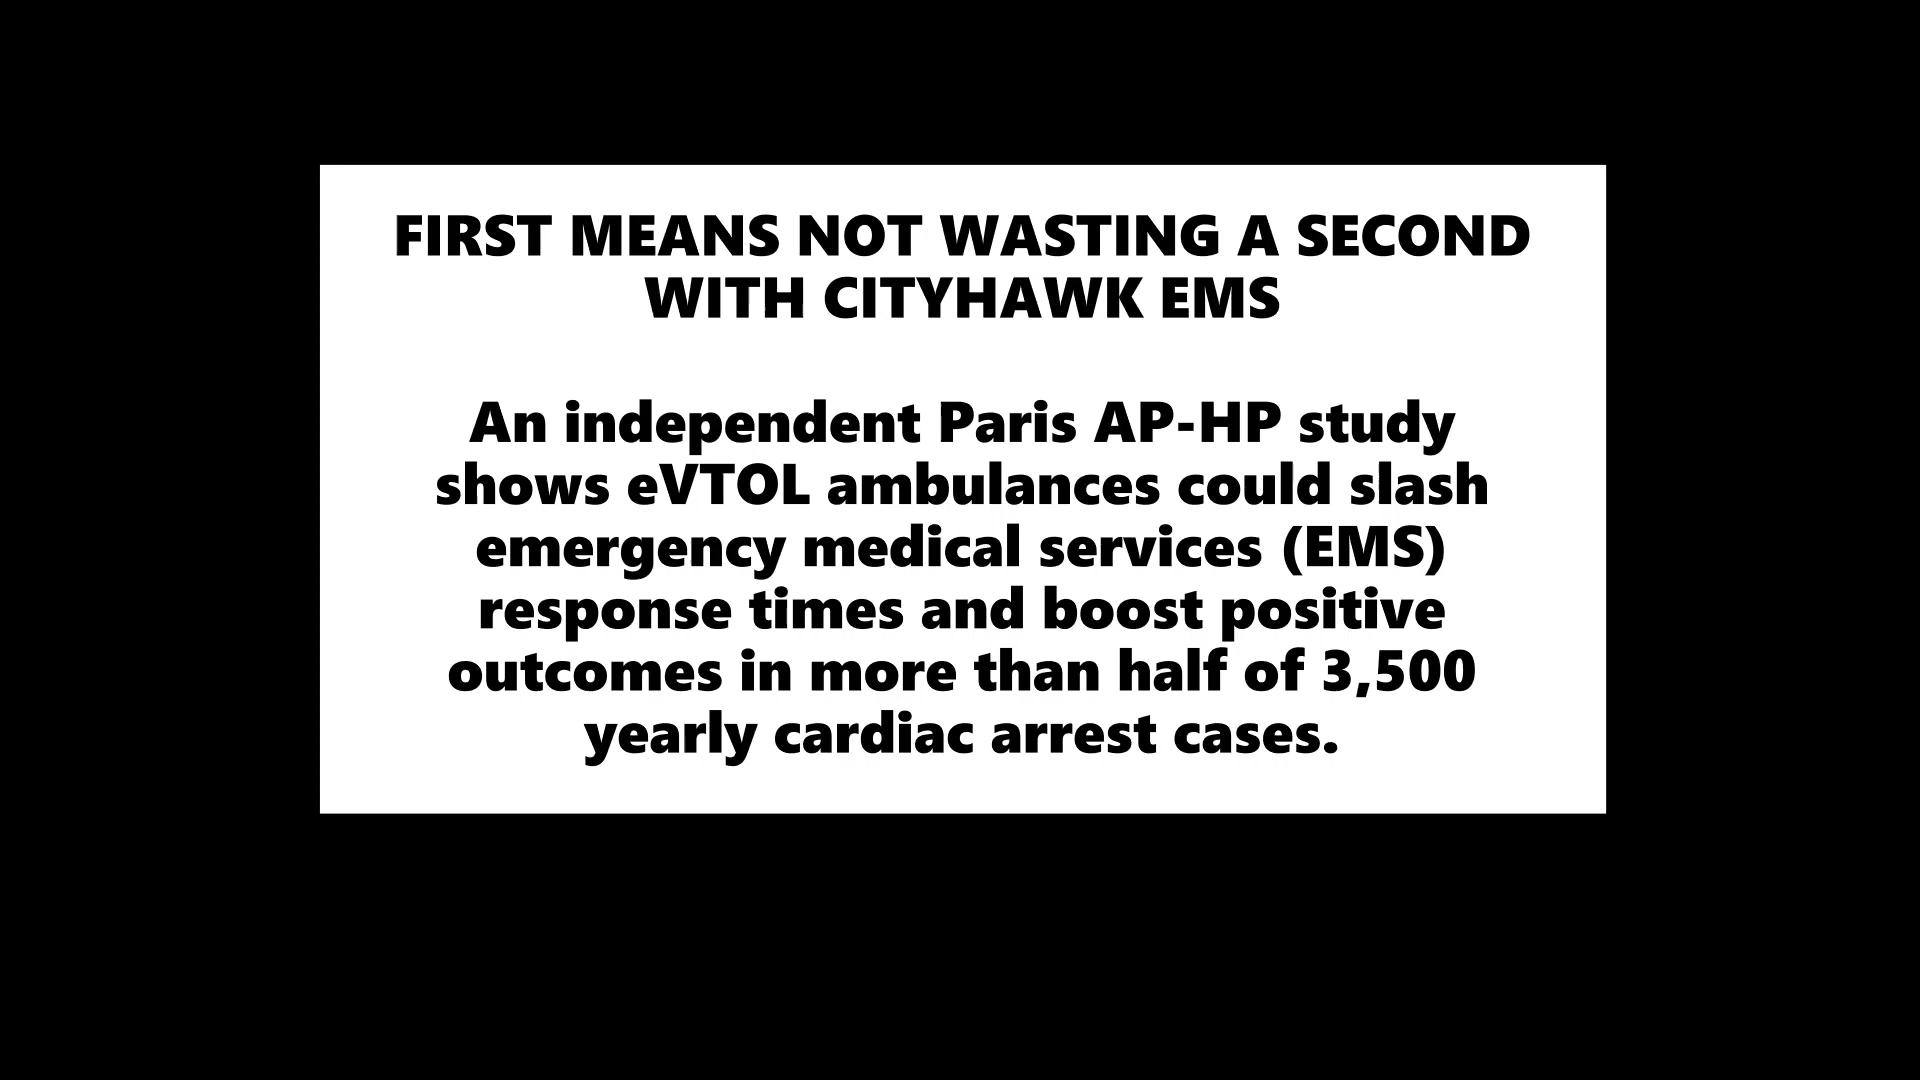 FIRST MEANS NOT WASTING A SECOND
WITH CITYHAWK EMS
An independent Paris AP-HP study
shows eVTOL ambulances could slash
emergency medical services (EMS)
response times and boost positive
outcomes in more than half of 3,500
yearly cardiac arrest cases.